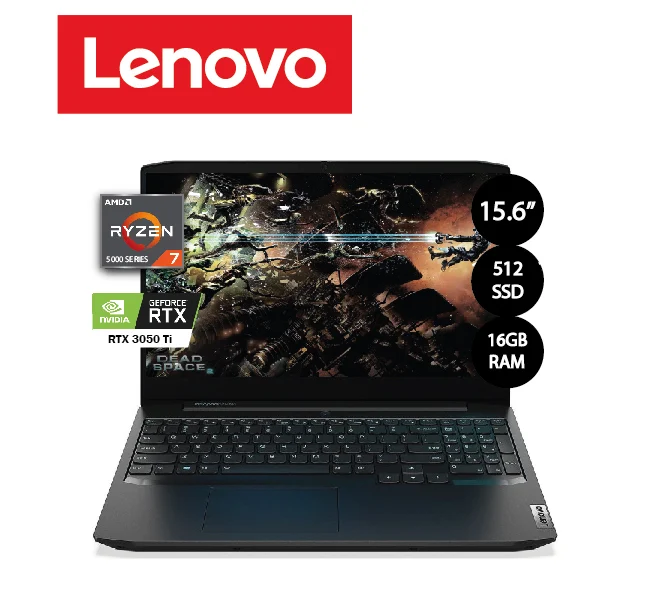 Lenovo
AMD
RYZEN
5000 SERIES 7
15.6”
512
SSD
NVIDIA
GEFORCE
RTX
RTX 3050 Ti
16GB
RAM
DEAD
SPACE